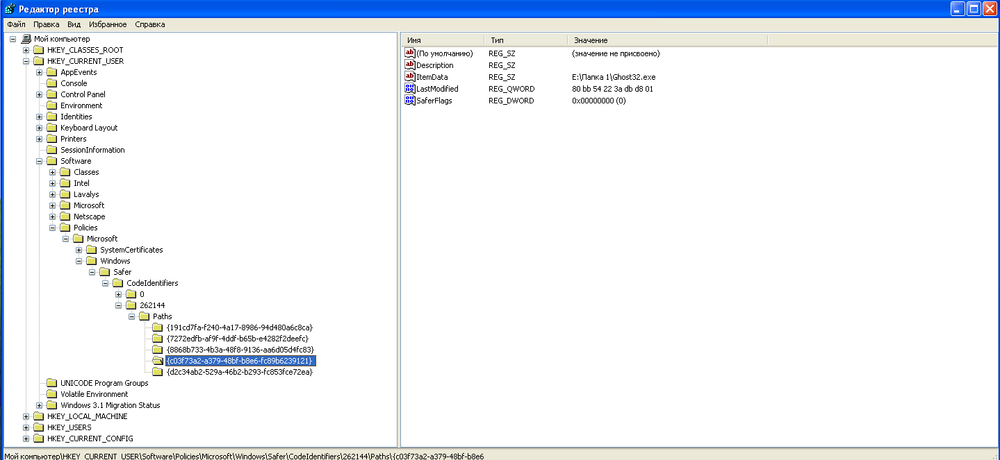 Редактор реестра
Файл Правка Вид Избранное Справка
Мой компьютер
HKEY_CLASSES_ROOT
HKEY_CURRENT_USER
AppEvents
Console
Control Panel
Environment
Identities
Keyboard Layout
Printers
SessionInformation
Software
Classes
Intel
Lavalys
Microsoft
Netscape
Policies
Microsoft
SystemCertificates
Windows
Safer
CodeIdentifiers
0
262144
Paths
{191cd7fa-f240-4a17-8986-94d480a6c8ca}
{7272edfb-af9f-4ddf-b65b-e4282f2deefc}
{8868b733-4b3a-48f8-9136-aa6d05d4fc83}
{c03f73a2-a379-48bf-b8e6-fc89b6239121}
{d2c34ab2-529a-46b2-b293-fc853fce72ea}
UNICODE Program Groups
Volatile Environment
Windows 3.1 Migration Status
HKEY_LOCAL_MACHINE
HKEY_USERS
HKEY_CURRENT_CONFIG
Имя Тип Значение
(По умолчанию) REG_SZ (значение не присвоено)
Description REG_SZ
ItemData REG_SZ E:\Папка 1\Ghost32.exe
LastModified REG_QWORD 80 bb 54 22 3a db d8 01
SaferFlags REG_DWORD 0x00000000 (0)
Мой компьютер\HKEY_CURRENT_USER\Software\Policies\Microsoft\Windows\Safer\CodeIdentifiers\262144\Paths\{c03f73a2-a379-48bf-b8e6